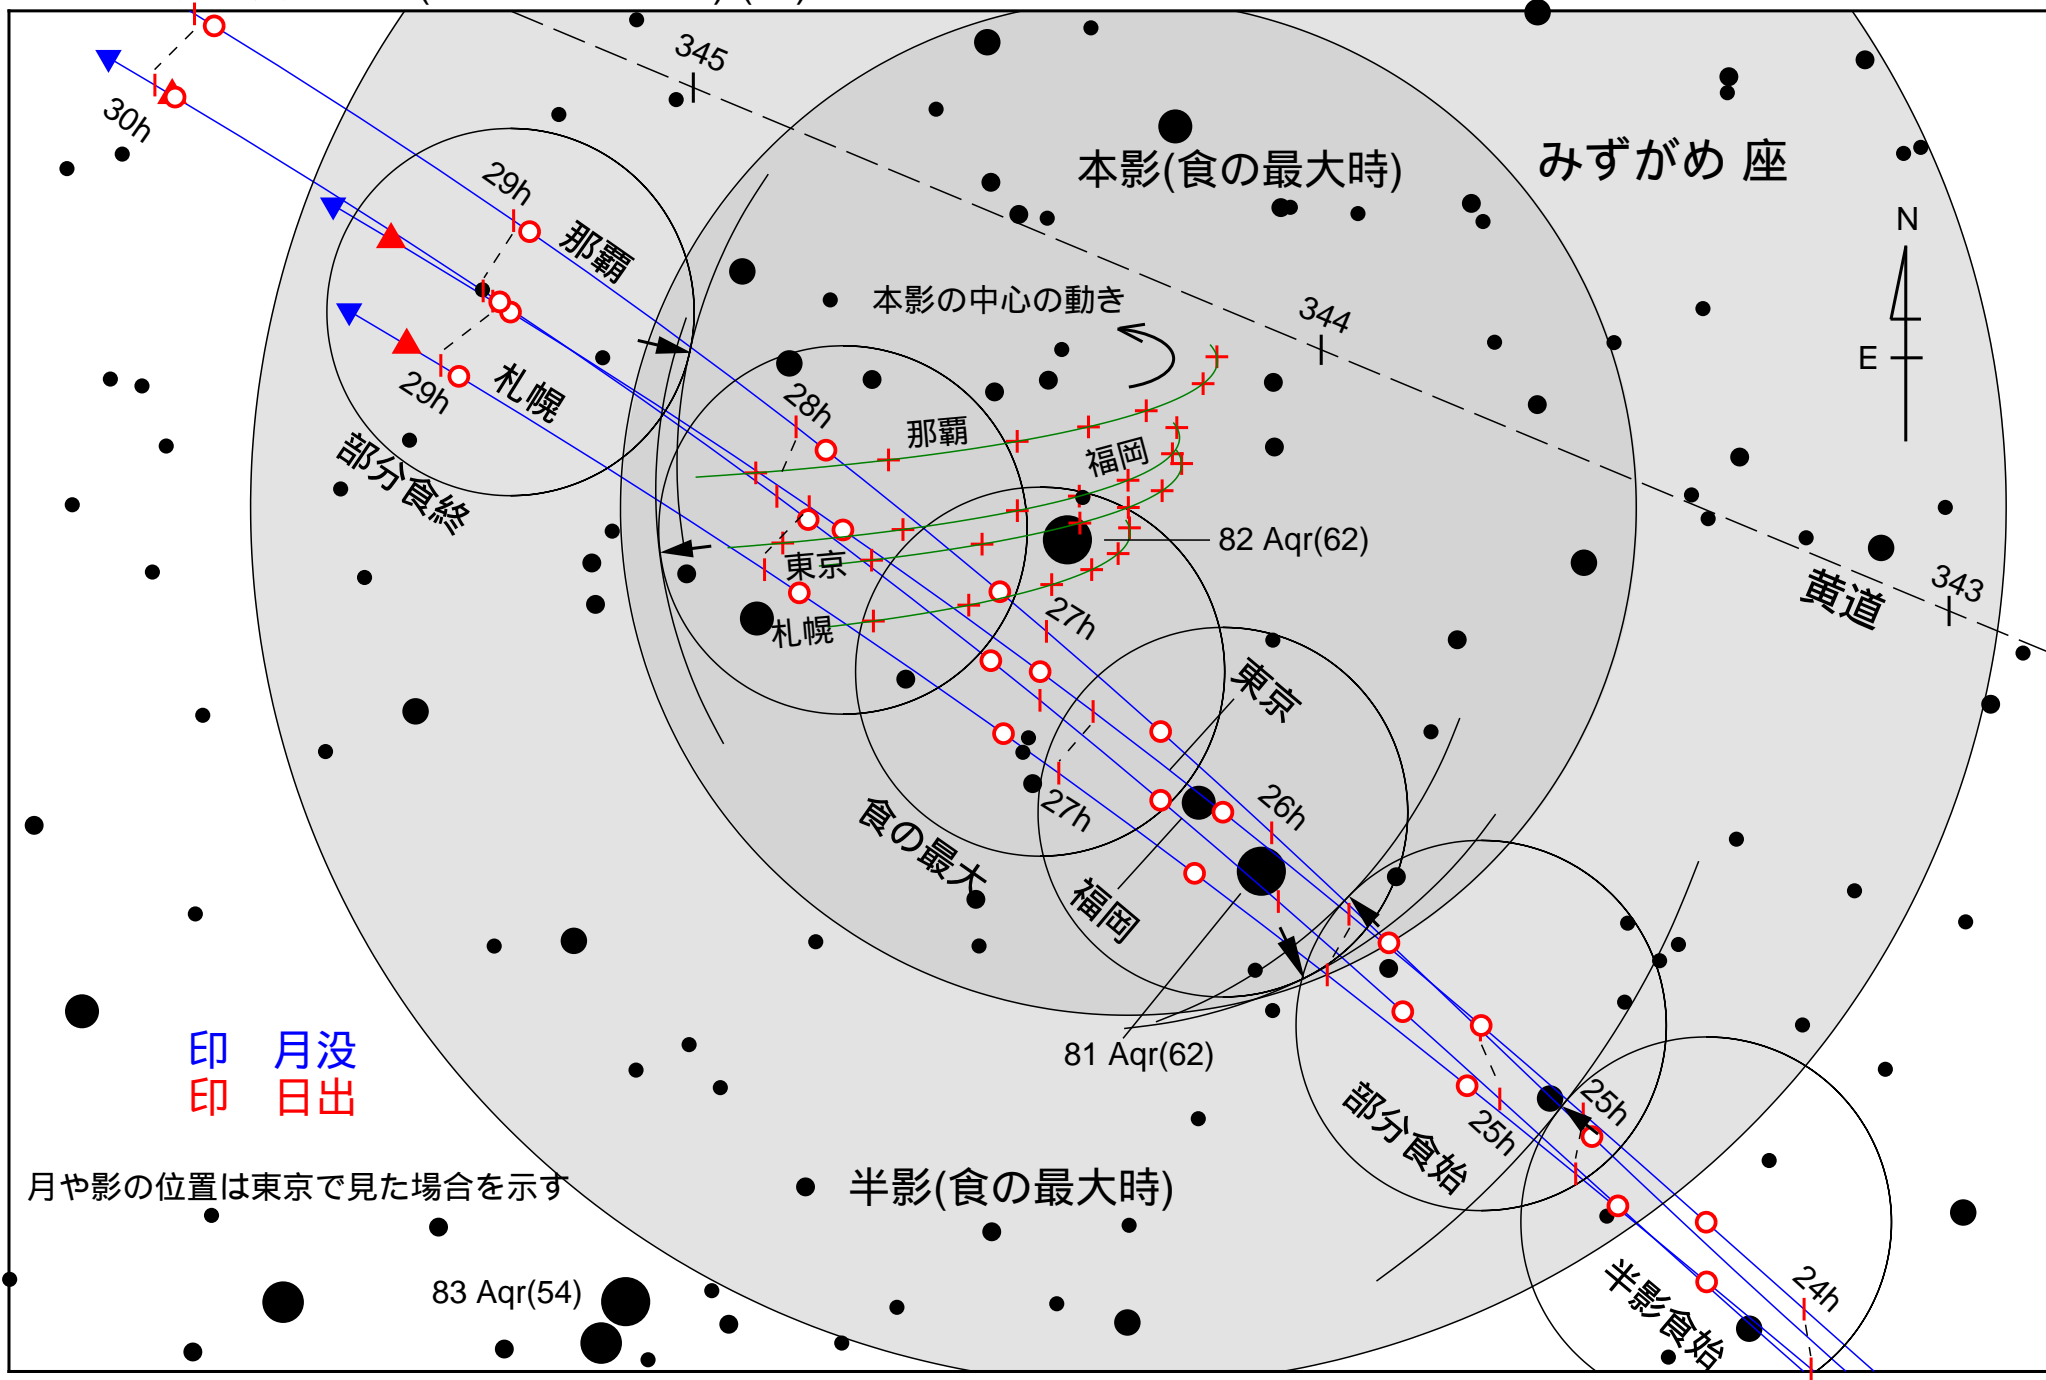 345
30h
29h
那覇
本影(食の最大時)
みずがめ 座
N
E
本影の中心の動き
344
29h
札幌
28h
那覇
福岡
部分食終
82 Aqr(62)
東京
札幌
27h
黄道
343
東京
27h
26h
食の最大
福岡
81 Aqr(62)
印 月没
印 日出
25h
25h
部分食始
月や影の位置は東京で見た場合を示す
半影(食の最大時)
83 Aqr(54)
半影食始
24h